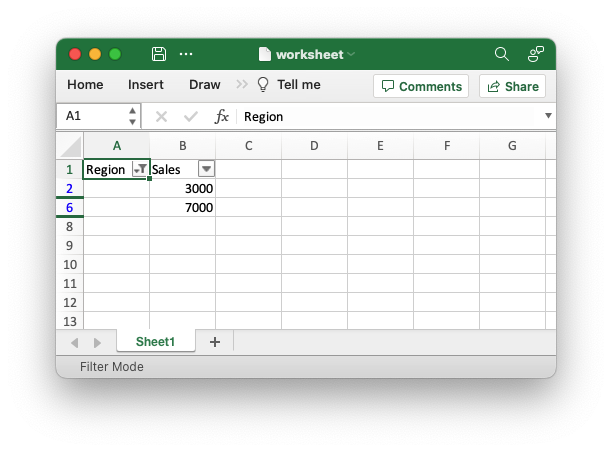 worksheet
Home Insert Draw Tell me Comments Share
A1 fx Region
A B C D E F G
1 Region Sales
2 3000
6 7000
8
9
10
11
12
13
Sheet1 +
Filter Mode